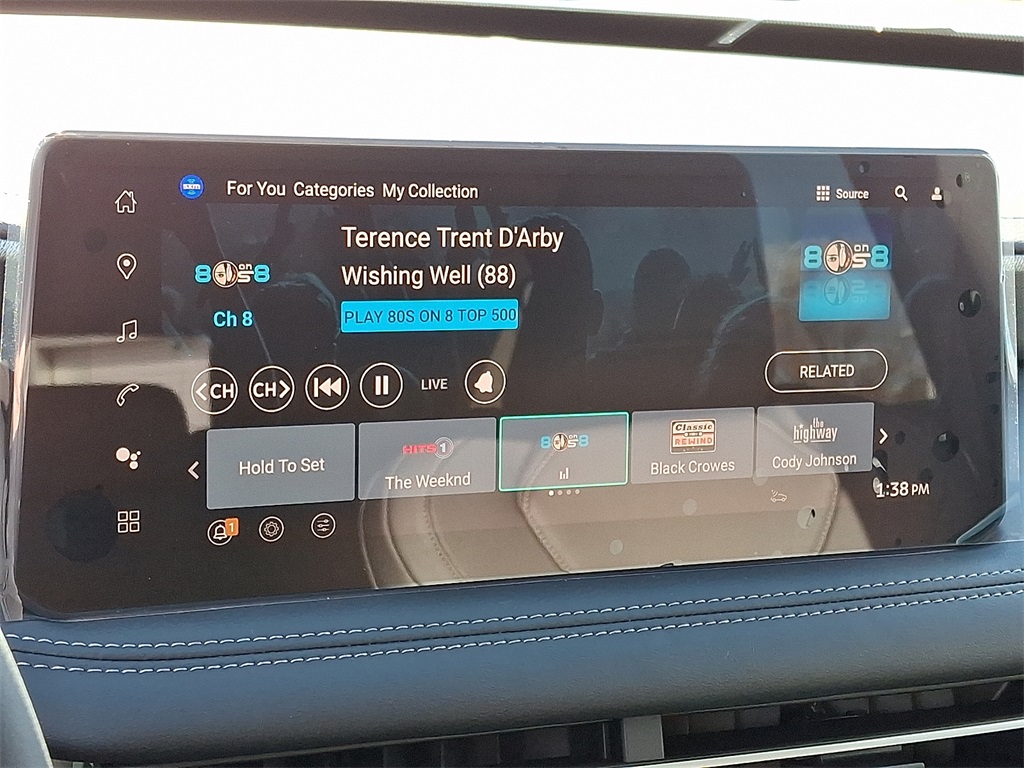 sxm
For You Categories My Collection
Source
Terence Trent D'Arby
Wishing Well (88)
80s on 8
80s on 8
Ch 8
PLAY 80S ON 8 TOP 500
RELATED
<CH
CH>
LIVE
Hold To Set
HITS 1
The Weeknd
80s on 8
Classic
REWIND
Black Crowes
the highway
Cody Johnson
1:38 PM
1